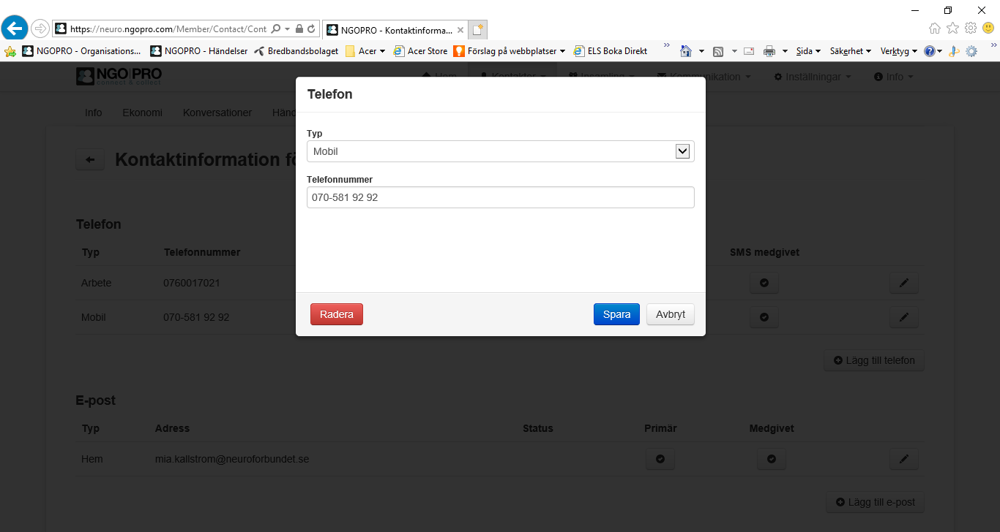 https://neuro.ngopro.com/Member/Contact/Cont
NGOPRO - Kontaktinforma...
NGOPRO - Organisations...
NGOPRO - Händelser
Bredbandsbolaget
Acer
Acer Store
Förslag på webbplatser
ELS Boka Direkt
Sida
Säkerhet
Verktyg
NGO PRO
connect & collect
Hem
Kontakter
Insamling
Kommunikation
Inställningar
Info
Info
Ekonomi
Konversationer
Telefon
Typ
Mobil
Telefonnummer
070-581 92 92
Radera
Spara
Avbryt
Kontaktinformation
Telefon
Typ
Telefonnummer
SMS medgivet
Arbete
0760017021
Mobil
070-581 92 92
Lägg till telefon
E-post
Typ
Adress
Status
Primär
Medgivet
Hem
mia.kallstrom@neuroforbundet.se
Lägg till e-post